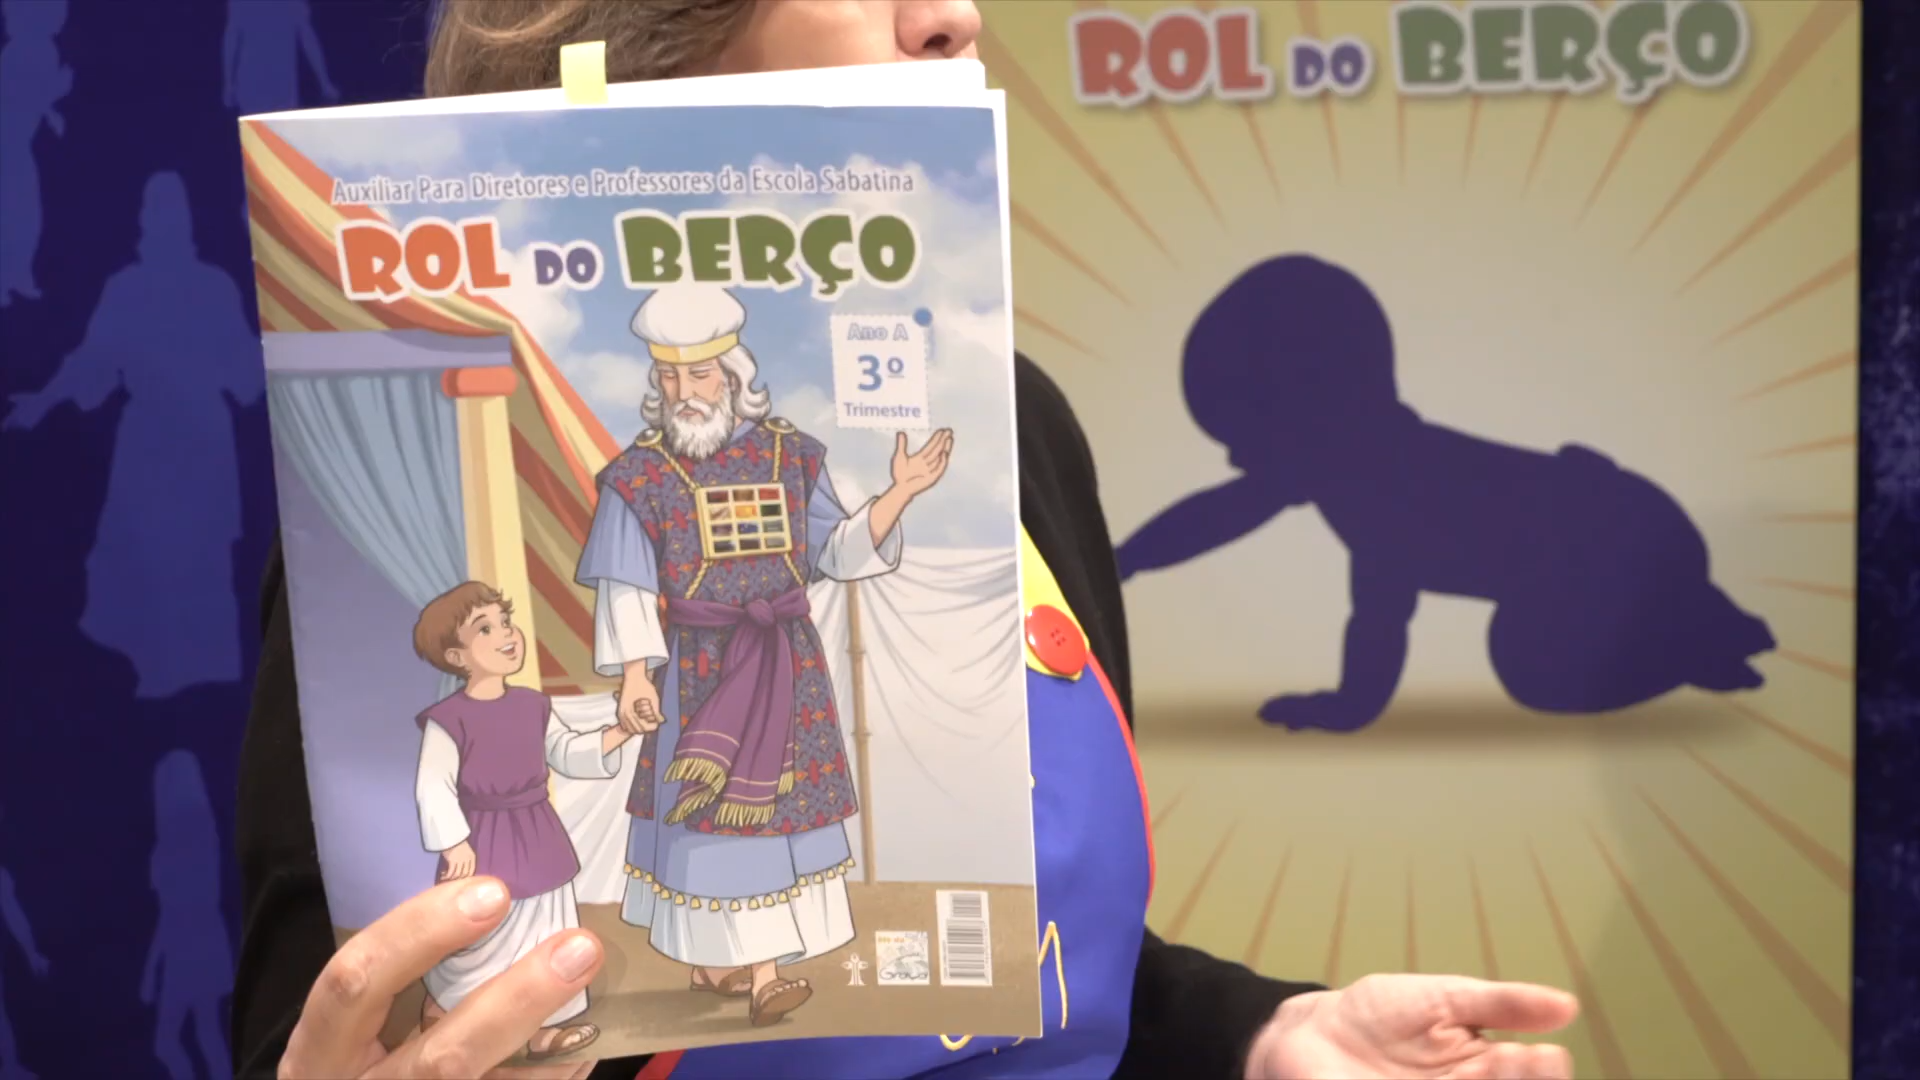 ROL DO BERÇO
Auxiliar Para Diretores e Professores da Escola Sabatina
ROL DO BERÇO
Ano A
3º
Trimestre